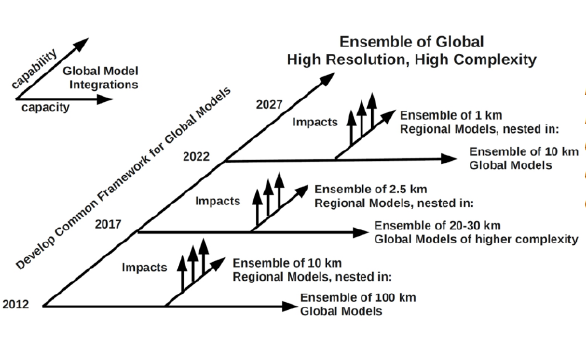 Ensemble of Global
High Resolution, High Complexity
capability
Global Model
Integrations
capacity
Develop Common Framework for Global Models
2027
Impacts
Ensemble of 1 km
Regional Models, nested in:
2022
Ensemble of 10 km
Global Models
Impacts
Ensemble of 2.5 km
Regional Models, nested in:
2017
Ensemble of 20-30 km
Global Models of higher complexity
Impacts
Ensemble of 10 km
Regional Models, nested in:
2012
Ensemble of 100 km
Global Models